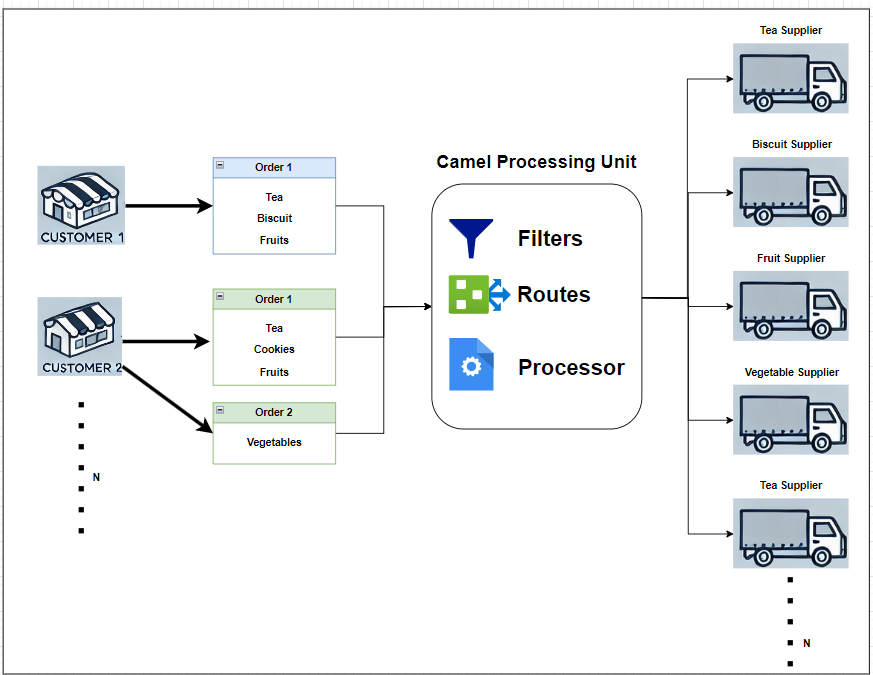 Tea Supplier
Biscuit Supplier
Camel Processing Unit
Order 1
Tea
Biscuit
Fruits
CUSTOMER 1
Filters
Fruit Supplier
Routes
Order 1
Tea
Cookies
Fruits
CUSTOMER 2
Processor
Vegetable Supplier
Order 2
Vegetables
N
Tea Supplier
N